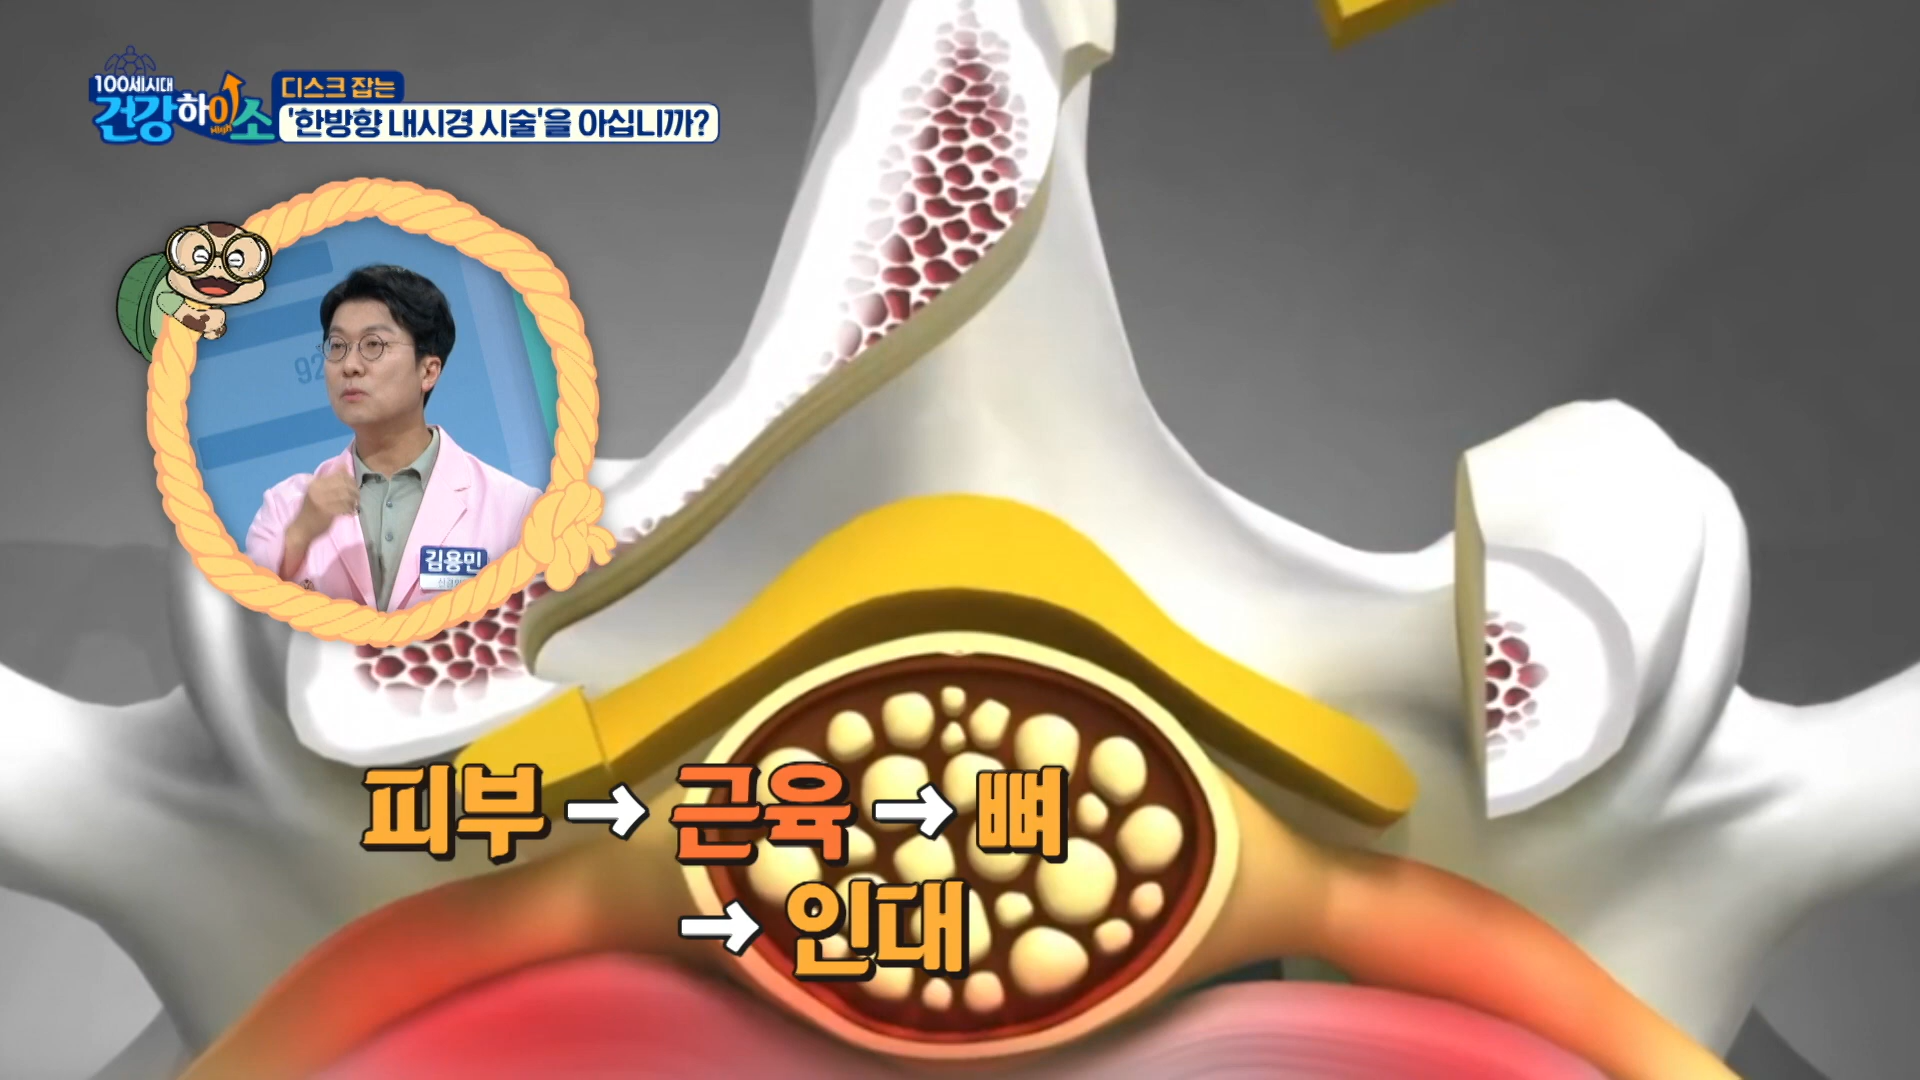 100세시대
건강하이소
High
디스크 잡는
'한방향 내시경 시술'을 아십니까?
92
김용민
피부 → 근육 → 뼈
→ 인대